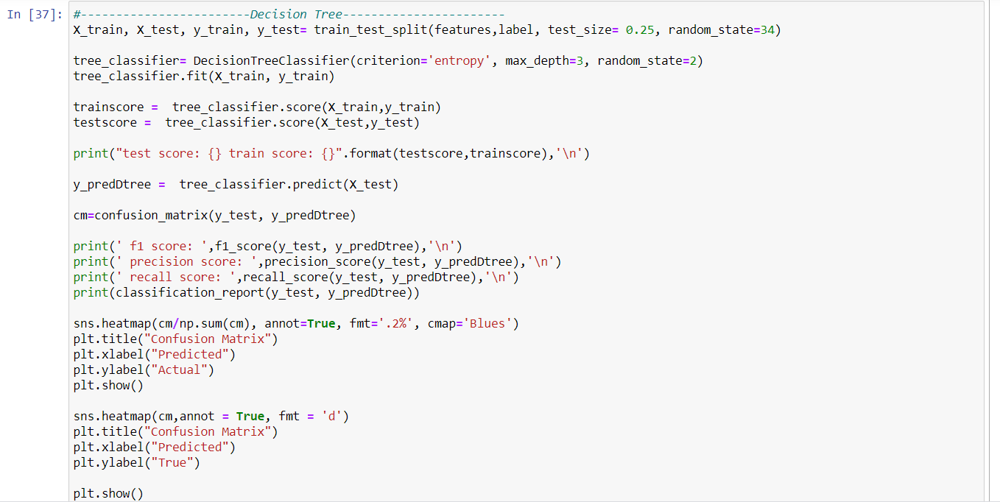 In [37]: #------------------------Decision Tree-----------------------
X_train, X_test, y_train, y_test= train_test_split(features,label, test_size= 0.25, random_state=34)
tree_classifier= DecisionTreeClassifier(criterion='entropy', max_depth=3, random_state=2)
tree_classifier.fit(X_train, y_train)
trainscore =  tree_classifier.score(X_train,y_train)
testscore =  tree_classifier.score(X_test,y_test)
print("test score: {} train score: {}".format(testscore,trainscore),'\n')
y_predDtree =  tree_classifier.predict(X_test)
cm=confusion_matrix(y_test, y_predDtree)
print(' f1 score: ',f1_score(y_test, y_predDtree),'\n')
print(' precision score: ',precision_score(y_test, y_predDtree),'\n')
print(' recall score: ',recall_score(y_test, y_predDtree),'\n')
print(classification_report(y_test, y_predDtree))
sns.heatmap(cm/np.sum(cm), annot=True, fmt='.2%', cmap='Blues')
plt.title("Confusion Matrix")
plt.xlabel("Predicted")
plt.ylabel("Actual")
plt.show()
sns.heatmap(cm,annot = True, fmt = 'd')
plt.title("Confusion Matrix")
plt.xlabel("Predicted")
plt.ylabel("True")
plt.show()